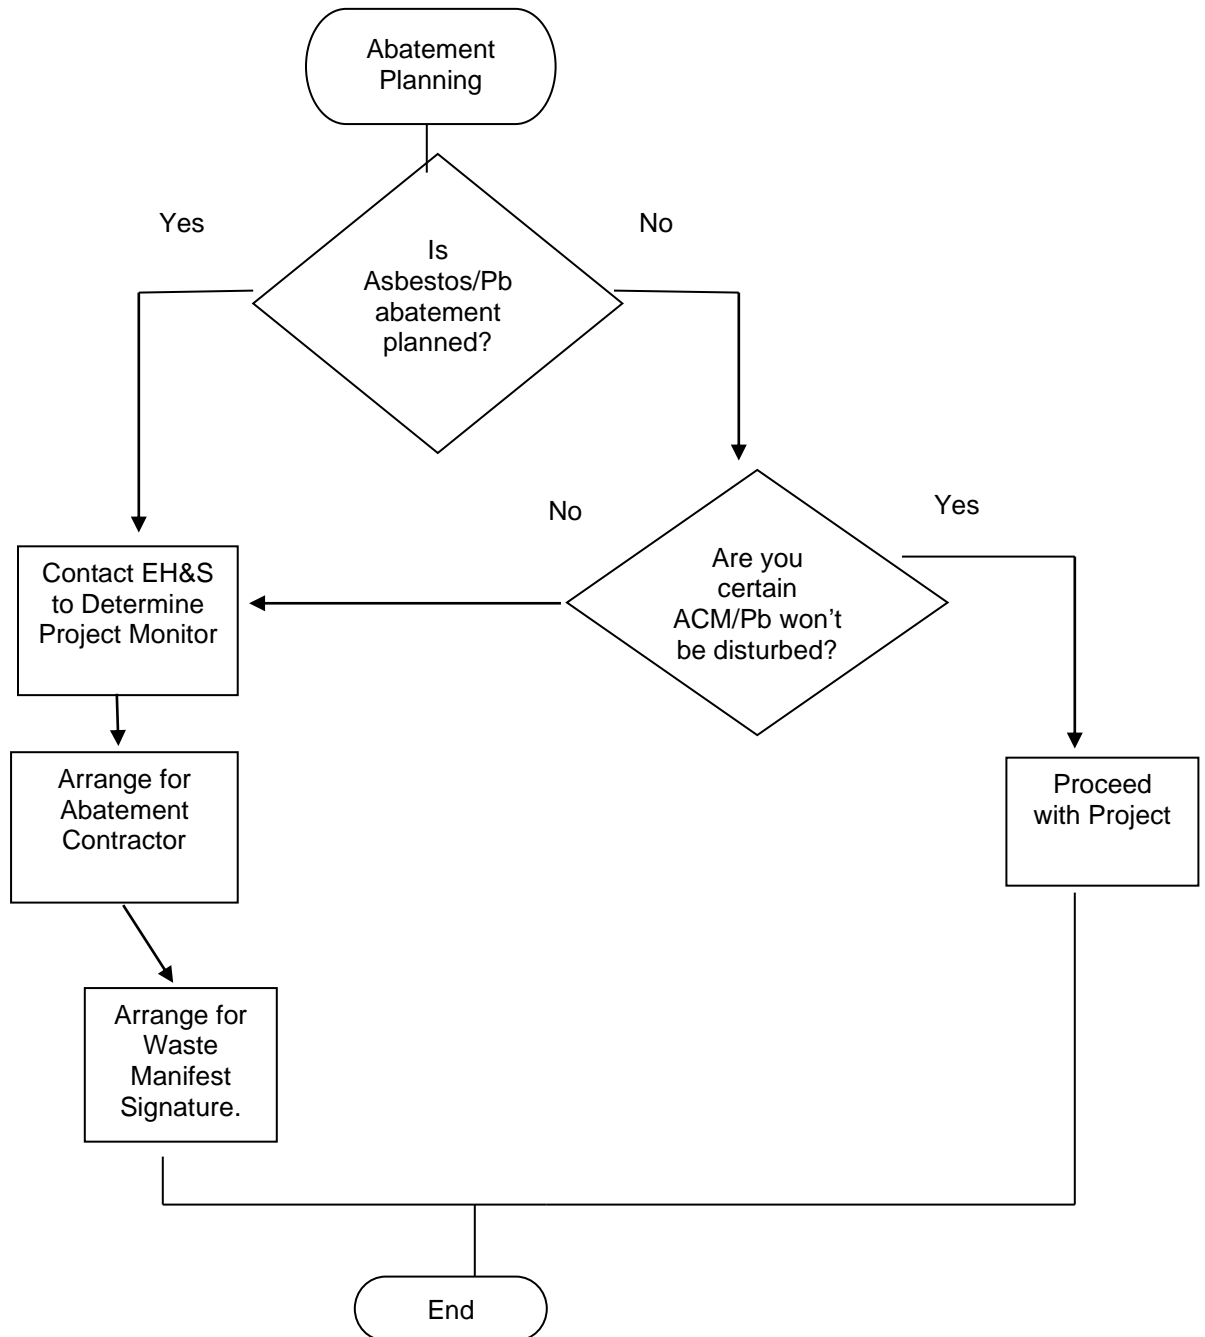 Abatement
Planning
Yes
No
Is
Asbestos/Pb
abatement
planned?
No
Yes
Are you
certain
ACM/Pb won’t
be disturbed?
Contact EH&S
to Determine
Project Monitor
Arrange for
Abatement
Contractor
Proceed
with Project
Arrange for
Waste
Manifest
Signature.
End